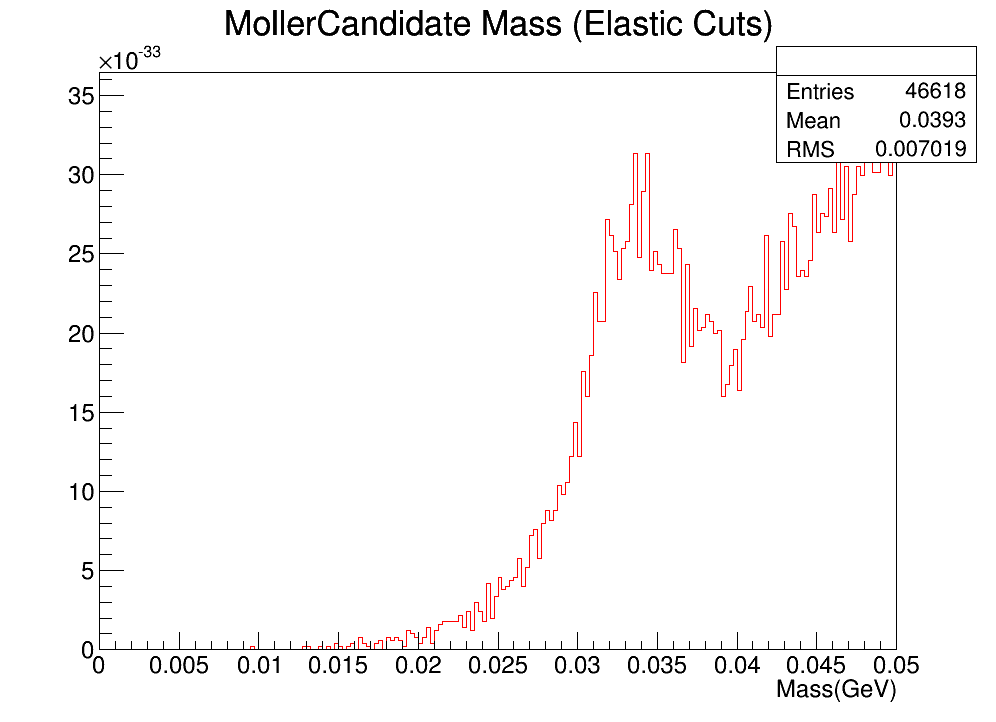 MollerCandidate Mass (Elastic Cuts)
×10-33
Entries 46618
Mean 0.0393
RMS 0.007019
35
30
25
20
15
10
5
0
0 0.005 0.01 0.015 0.02 0.025 0.03 0.035 0.04 0.045 0.05
Mass(GeV)